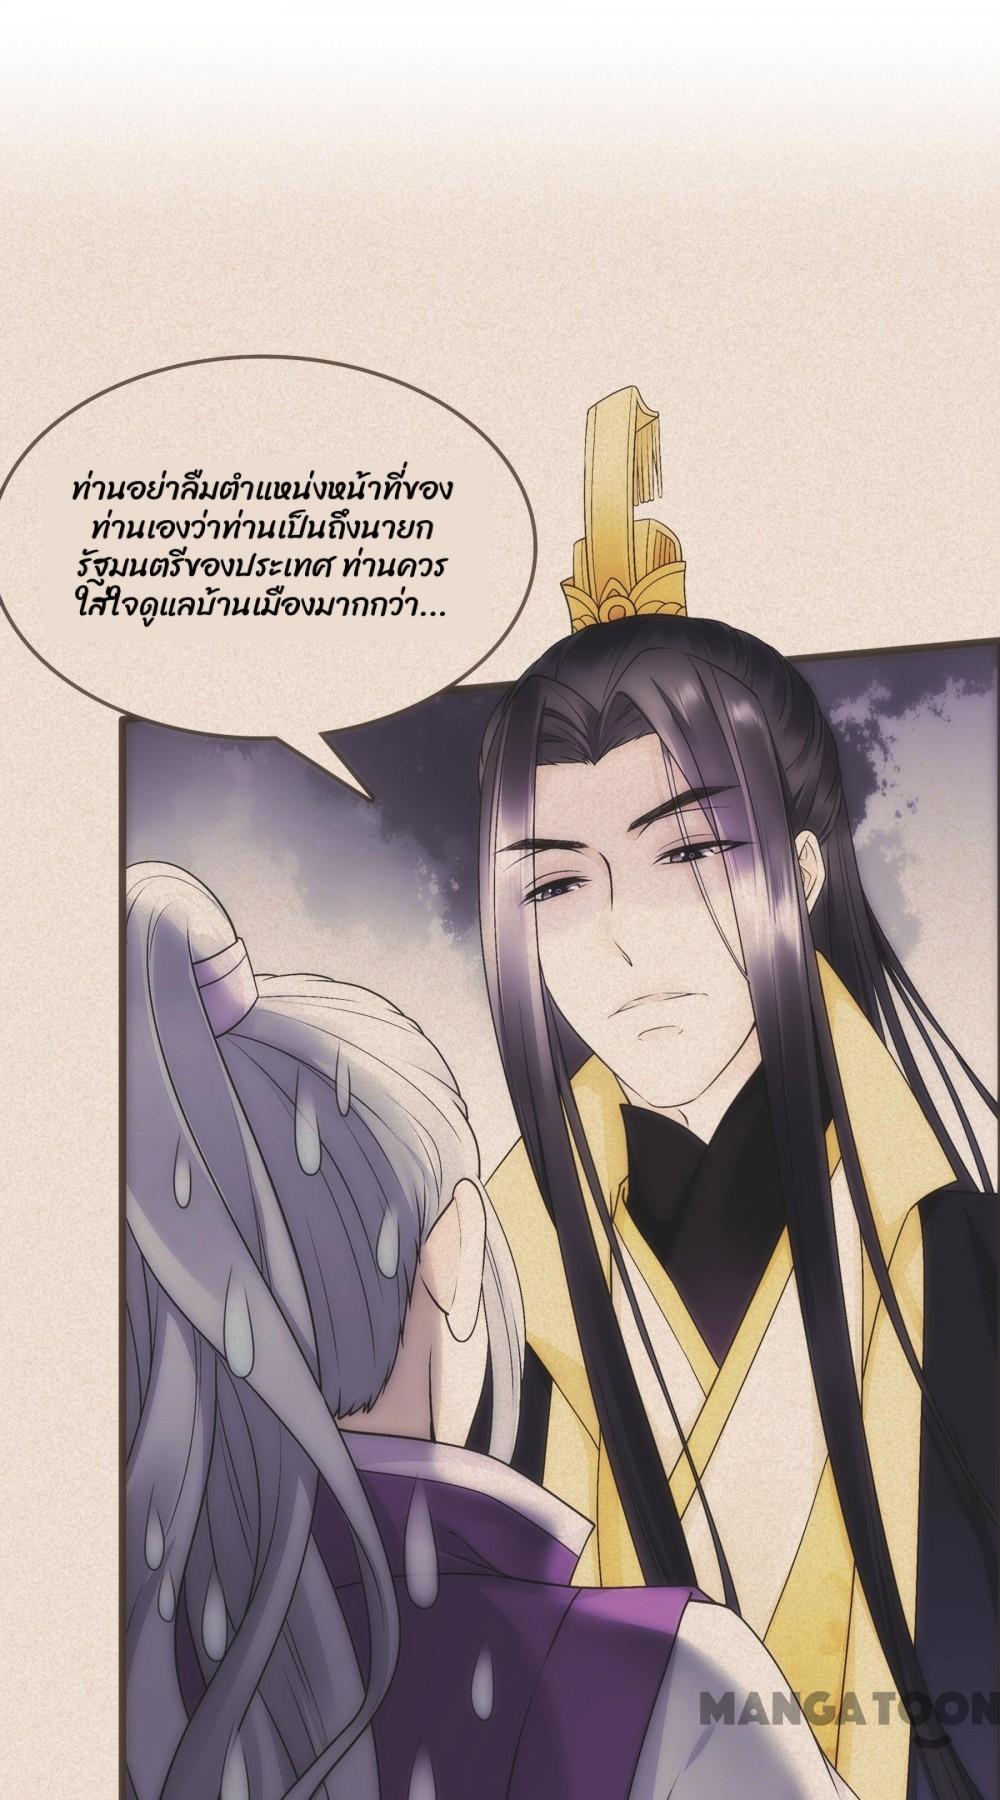 ท่านอย่าลืมตำแหน่งหน้าที่ของ
ท่านเองว่าท่านเป็นถึงนายก
รัฐมนตรีของประเทศ ท่านควร
ใส่ใจดูแลบ้านเมืองมากกว่า...
MANGATOON